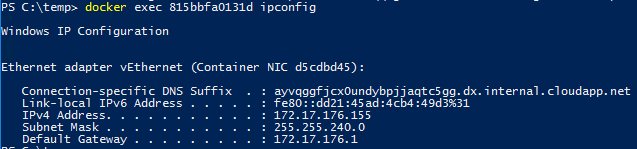 PS C:\temp> docker exec 815bbfa0131d ipconfig
Windows IP Configuration
Ethernet adapter vEthernet (Container NIC d5cdbd45):
Connection-specific DNS Suffix  . : ayvqggfjcx0undybpjjaqtc5gg.dx.internal.cloudapp.net
Link-local IPv6 Address . . . . . : fe80::dd21:45ad:4cb4:49d3%31
IPv4 Address. . . . . . . . . . . : 172.17.176.155
Subnet Mask . . . . . . . . . . . : 255.255.240.0
Default Gateway . . . . . . . . . : 172.17.176.1